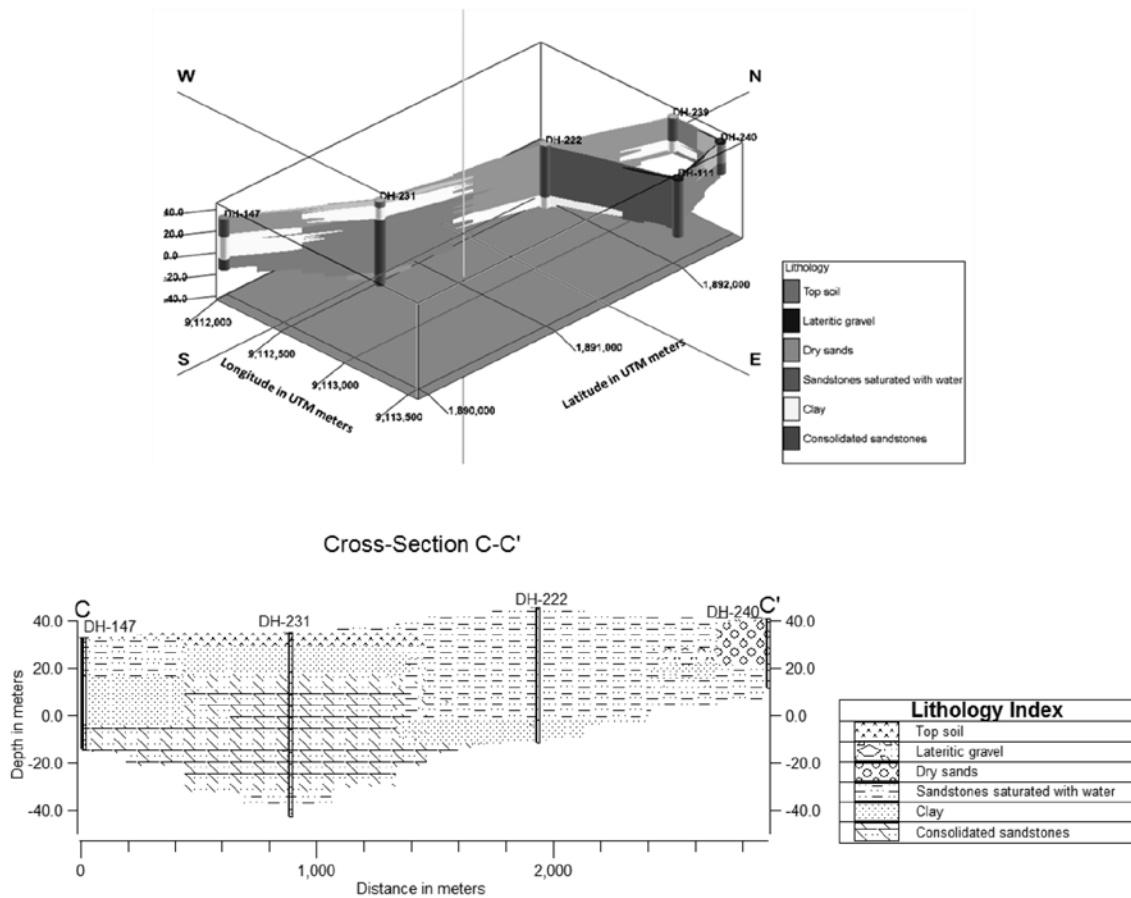 W
N
DH-239
DH-240
DH-222
DH-111
DH-231
DH-147
40.0
20.0
0.0
-20.0
-40.0
9,112,000
9,112,500
9,113,000
9,113,500
1,890,000
1,891,000
1,892,000
S
E
Longitude in UTM meters
Latitude in UTM meters
Lithology
Top soil
Lateritic gravel
Dry sands
Sandstones saturated with water
Clay
Consolidated sandstones
Cross-Section C-C'
C
C'
DH-147
DH-231
DH-222
DH-240
40.0
20.0
0.0
-20.0
-40.0
Depth in meters
40.0
20.0
0.0
-20.0
-40.0
0
1,000
2,000
Distance in meters
Lithology Index
Top soil
Lateritic gravel
Dry sands
Sandstones saturated with water
Clay
Consolidated sandstones